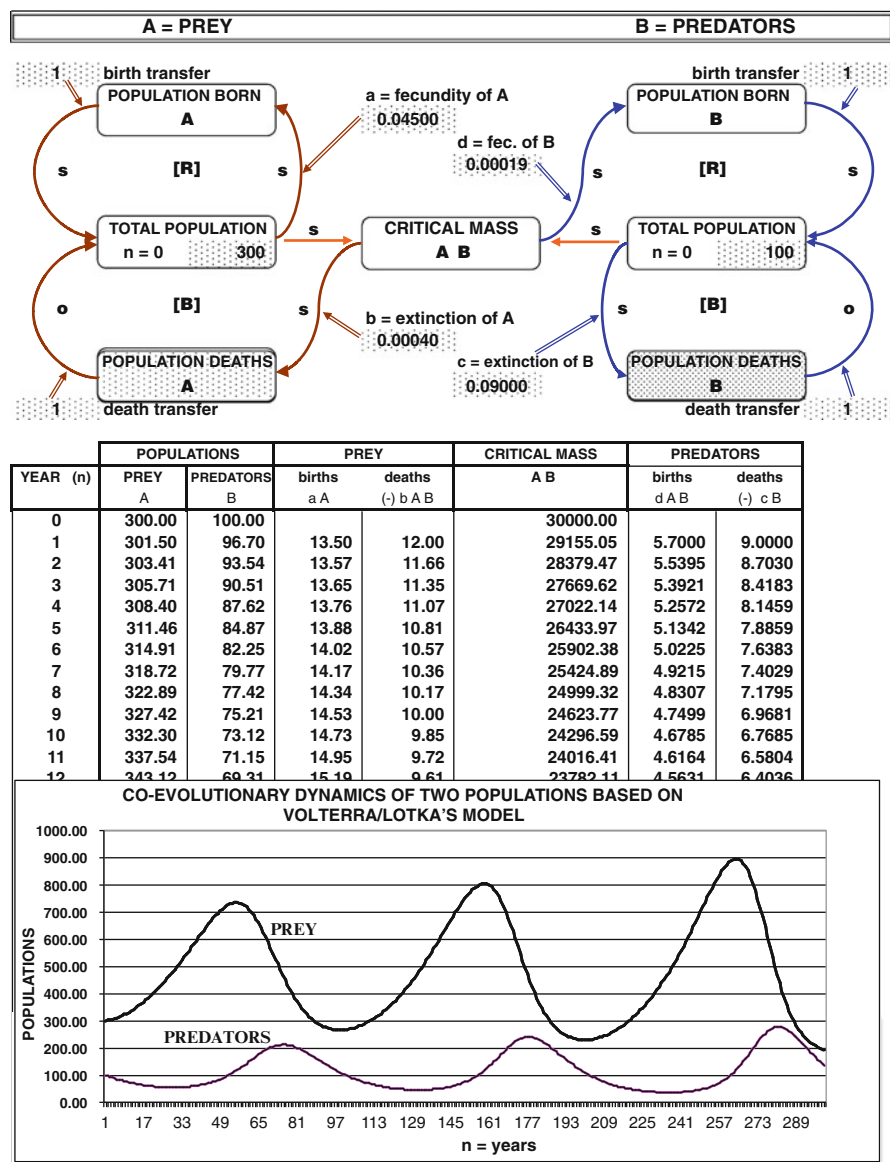 A = PREY B = PREDATORS
1 birth transfer birth transfer 1
POPULATION BORN A
a = fecundity of A
0.04500
POPULATION BORN B
d = fec. of B
0.00019
s [R] s s [R] s
TOTAL POPULATION
n = 0 300
s
CRITICAL MASS
A B
s
TOTAL POPULATION
n = 0 100
o [B] s s [B] o
b = extinction of A
0.00040
c = extinction of B
0.09000
POPULATION DEATHS
A
POPULATION DEATHS
B
1 death transfer death transfer 1
POPULATIONS PREY CRITICAL MASS PREDATORS
YEAR (n) PREY PREDATORS births deaths A B births deaths
A B a A (-) b A B d A B (-) c B
0 300.00 100.00 30000.00
1 301.50 96.70 13.50 12.00 29155.05 5.7000 9.0000
2 303.41 93.54 13.57 11.66 28379.47 5.5395 8.7030
3 305.71 90.51 13.65 11.35 27669.62 5.3921 8.4183
4 308.40 87.62 13.76 11.07 27022.14 5.2572 8.1459
5 311.46 84.87 13.88 10.81 26433.97 5.1342 7.8859
6 314.91 82.25 14.02 10.57 25902.38 5.0225 7.6383
7 318.72 79.77 14.17 10.36 25424.89 4.9215 7.4029
8 322.89 77.42 14.34 10.17 24999.32 4.8307 7.1795
9 327.42 75.21 14.53 10.00 24623.77 4.7499 6.9681
10 332.30 73.12 14.73 9.85 24296.59 4.6785 6.7685
11 337.54 71.15 14.95 9.72 24016.41 4.6164 6.5804
12 343.12 69.31 15.19 9.61 23782.11 4.5631 6.4036
CO-EVOLUTIONARY DYNAMICS OF TWO POPULATIONS BASED ON
VOLTERRA/LOTKA'S MODEL
POPULATIONS
1000.00
900.00
800.00
700.00
600.00
500.00
400.00
300.00
200.00
100.00
0.00
PREY
PREDATORS
1 17 33 49 65 81 97 113 129 145 161 177 193 209 225 241 257 273 289
n = years